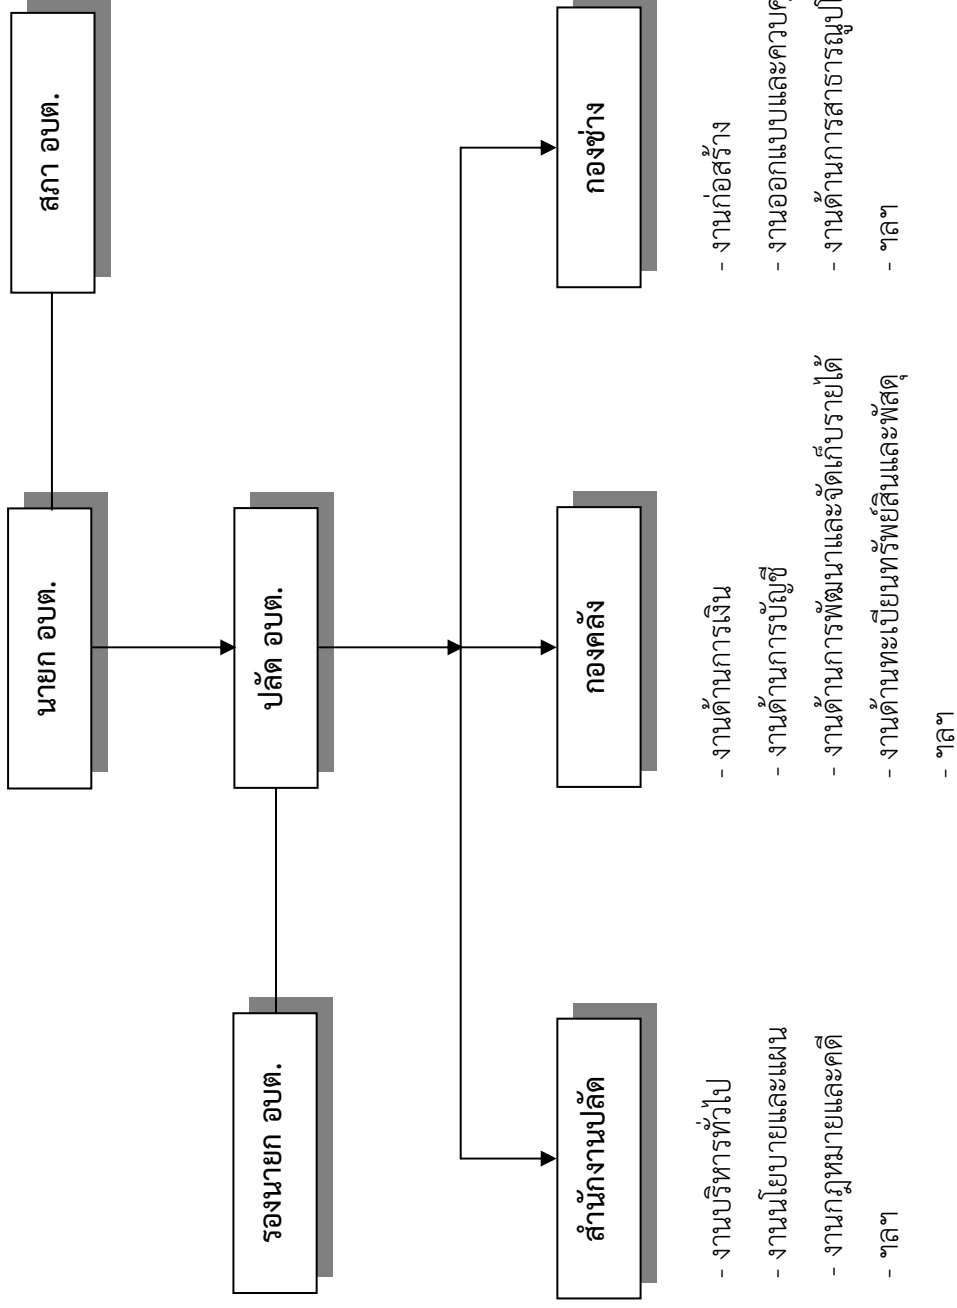 นายก อบต.
สภา อบต.
รองนายก อบต.
ปลัด อบต.
สำนักงานปลัด
กองคลัง
กองช่าง
- งานบริหารทั่วไป
- งานนโยบายและแผน
- งานกฎหมายและคดี
- ฯลฯ
- งานด้านการเงิน
- งานด้านการบัญชี
- งานด้านการพัฒนาและจัดเก็บรายได้
- งานด้านทะเบียนทรัพย์สินและพัสดุ
- ฯลฯ
- งานก่อสร้าง
- งานออกแบบและควบค
- งานด้านการสาธารณูปโ
- ฯลฯ